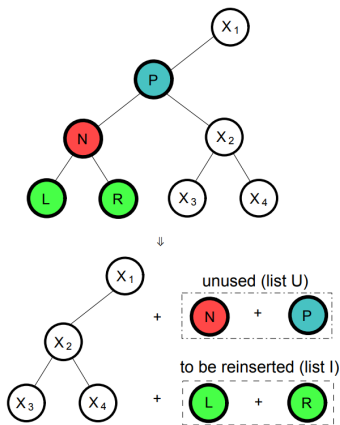 X1
P
N
X2
L
R
X3
X4
⇓
X1
unused (list U)
+
N
+
P
X2
to be reinserted (list I)
X3
X4
+
L
+
R